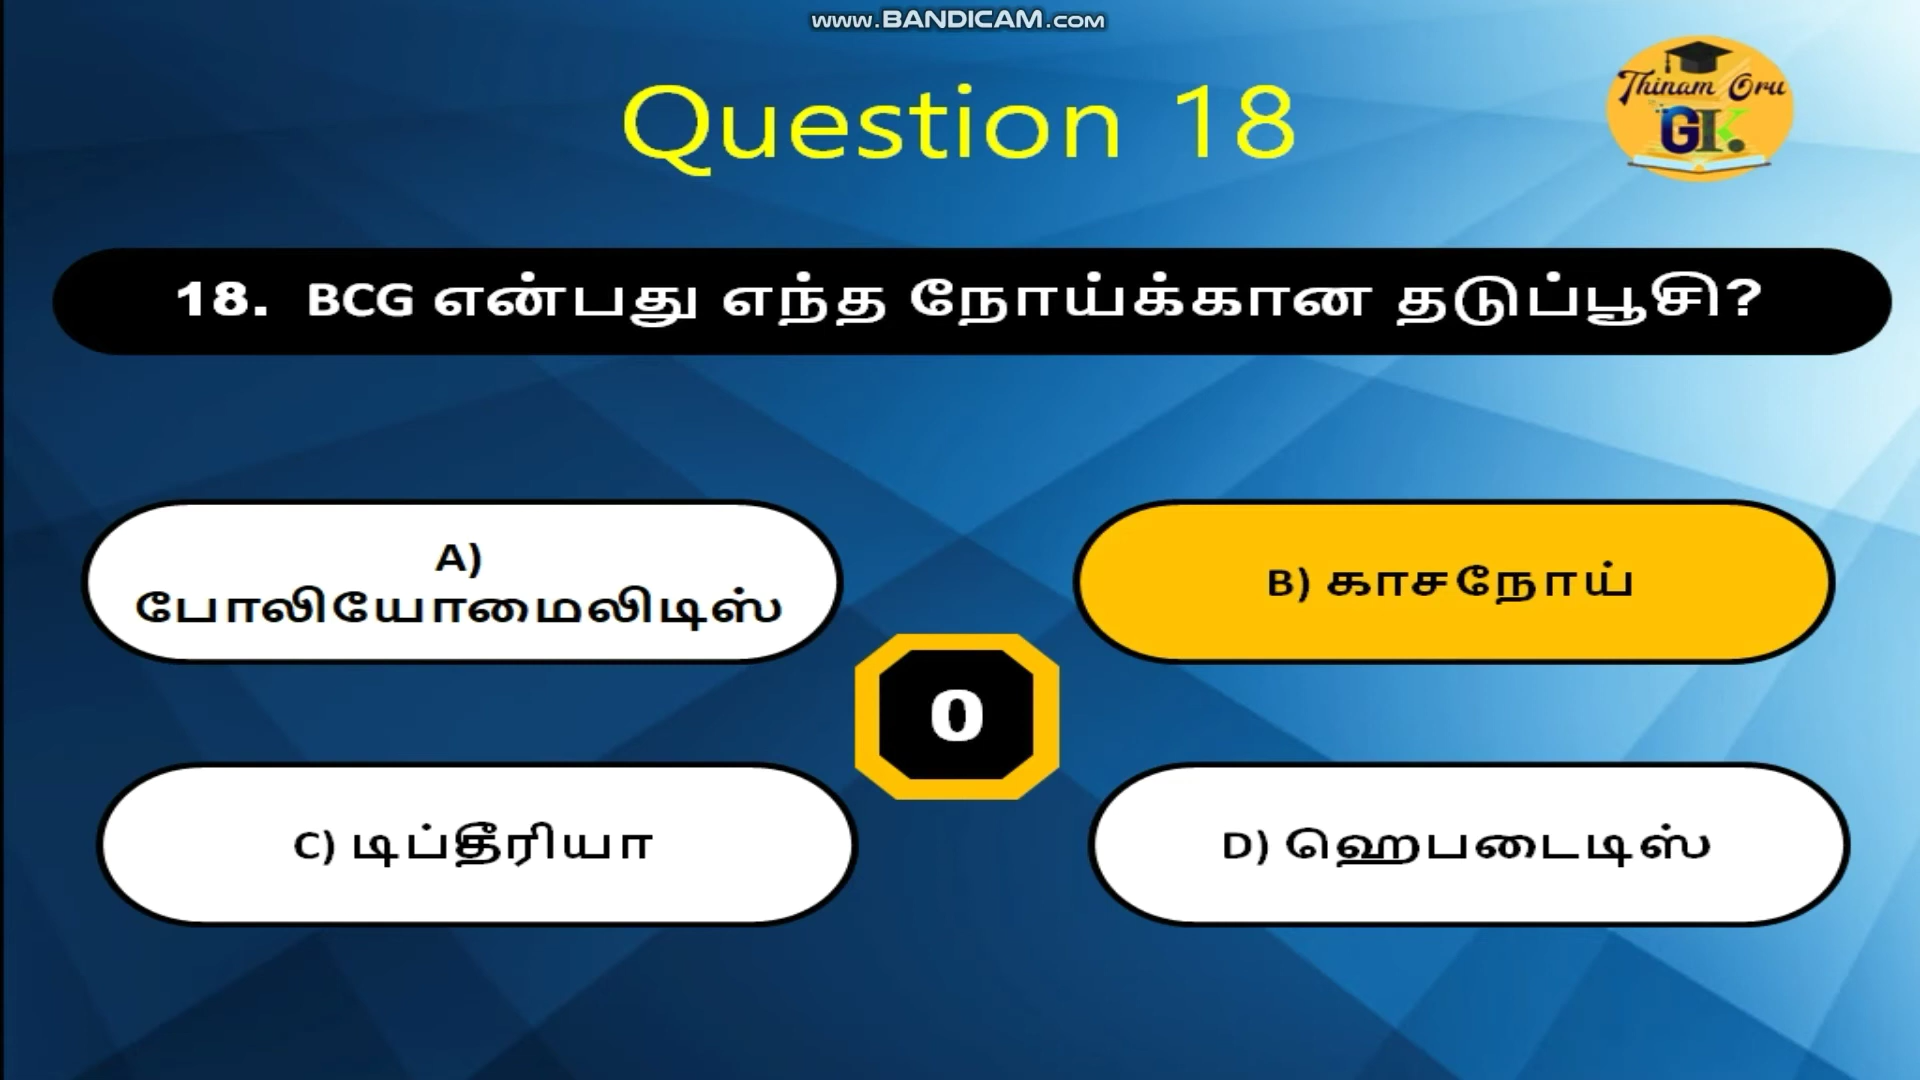 www.BANDICAM.com
Thinam Oru
GK
Question 18
18. BCG என்பது எந்த நோய்க்கான தடுப்பூசி?
A)
போலியோமைலிடிஸ்
B) காசநோய்
0
C) டிப்தீரியா
D) ஹெபடைடிஸ்